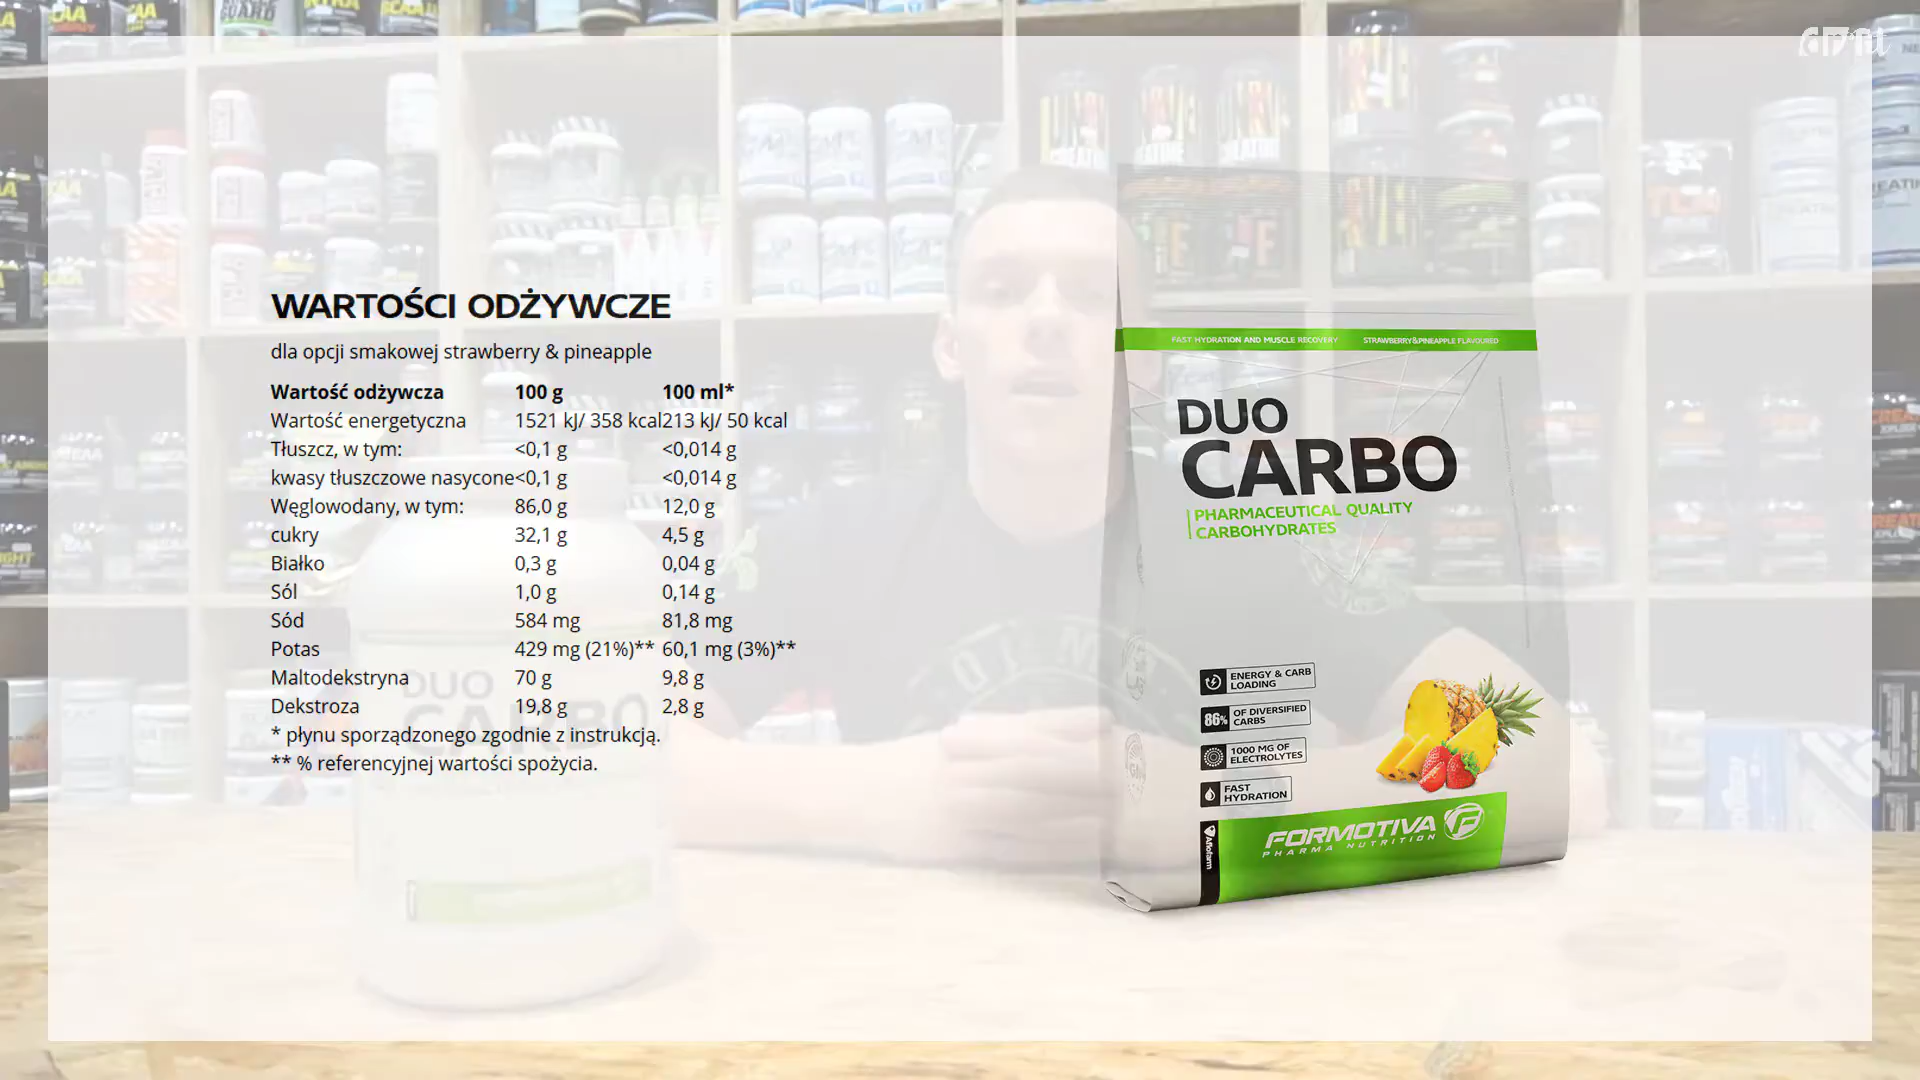 WARTOŚCI ODŻYWCZE
dla opcji smakowej strawberry & pineapple
Wartość odżywcza 100 g 100 ml*
Wartość energetyczna 1521 kJ/ 358 kcal 213 kJ/ 50 kcal
Tłuszcz, w tym: <0,1 g <0,014 g
kwasy tłuszczowe nasycone <0,1 g <0,014 g
Węglowodany, w tym: 86,0 g 12,0 g
cukry 32,1 g 4,5 g
Białko 0,3 g 0,04 g
Sól 1,0 g 0,14 g
Sód 584 mg 81,8 mg
Potas 429 mg (21%)** 60,1 mg (3%)**
Maltodekstryna 70 g 9,8 g
Dekstroza 19,8 g 2,8 g
* płynu sporządzonego zgodnie z instrukcją.
** % referencyjnej wartości spożycia.
FAST HYDRATION AND MUSCLE RECOVERY STRAWBERRY&PINEAPPLE FLAVOURED
DUO
CARBO
PHARMACEUTICAL QUALITY
CARBOHYDRATES
ENERGY & CARB
LOADING
86% OF DIVERSIFIED
CARBS
1000 MG OF
ELECTROLYTES
FAST
HYDRATION
Aflofarm
FORMOTIVA
PHARMA NUTRITION
DUO
CARBO